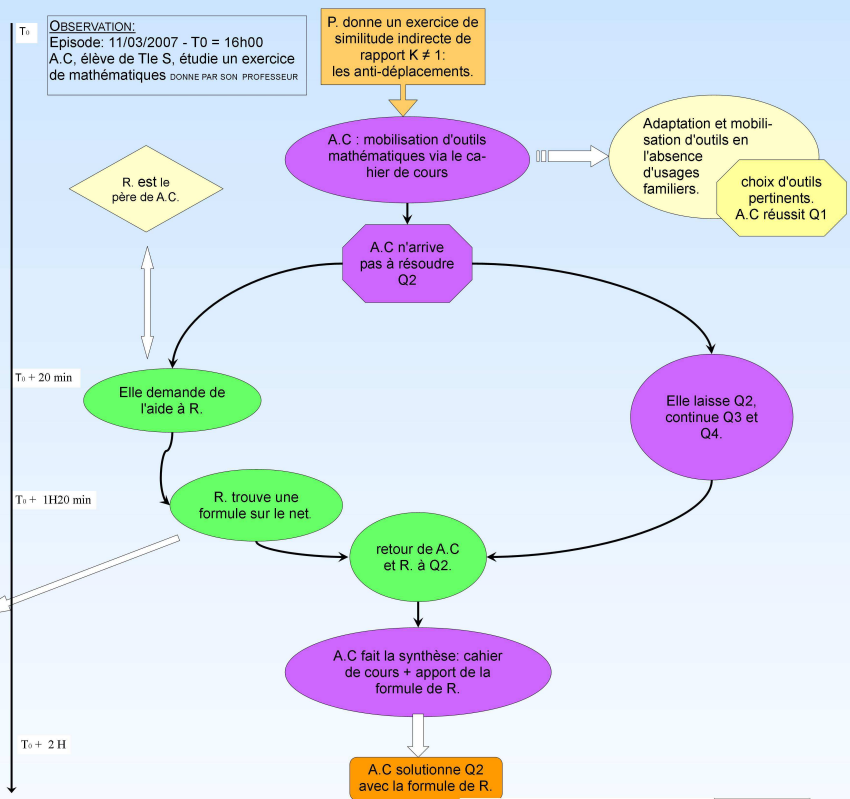 T0
OBSERVATION:
Episode: 11/03/2007 - T0 = 16h00
A.C, élève de Tle S, étudie un exercice
de mathématiques DONNE PAR SON PROFESSEUR
P. donne un exercice de
similitude indirecte de
rapport K ≠ 1:
les anti-déplacements.
A.C : mobilisation d'outils
mathématiques via le ca-
hier de cours
Adaptation et mobili-
sation d'outils en
l'absence
d'usages
familiers.
choix d'outils
pertinents.
A.C réussit Q1
R. est le
père de A.C.
A.C n'arrive
pas à résoudre
Q2
T0 + 20 min
Elle demande de
l'aide à R.
Elle laisse Q2,
continue Q3 et
Q4.
T0 + 1H20 min
R. trouve une
formule sur le net.
retour de A.C
et R. à Q2.
A.C fait la synthèse: cahier
de cours + apport de la
formule de R.
T0 + 2 H
A.C solutionne Q2
avec la formule de R.